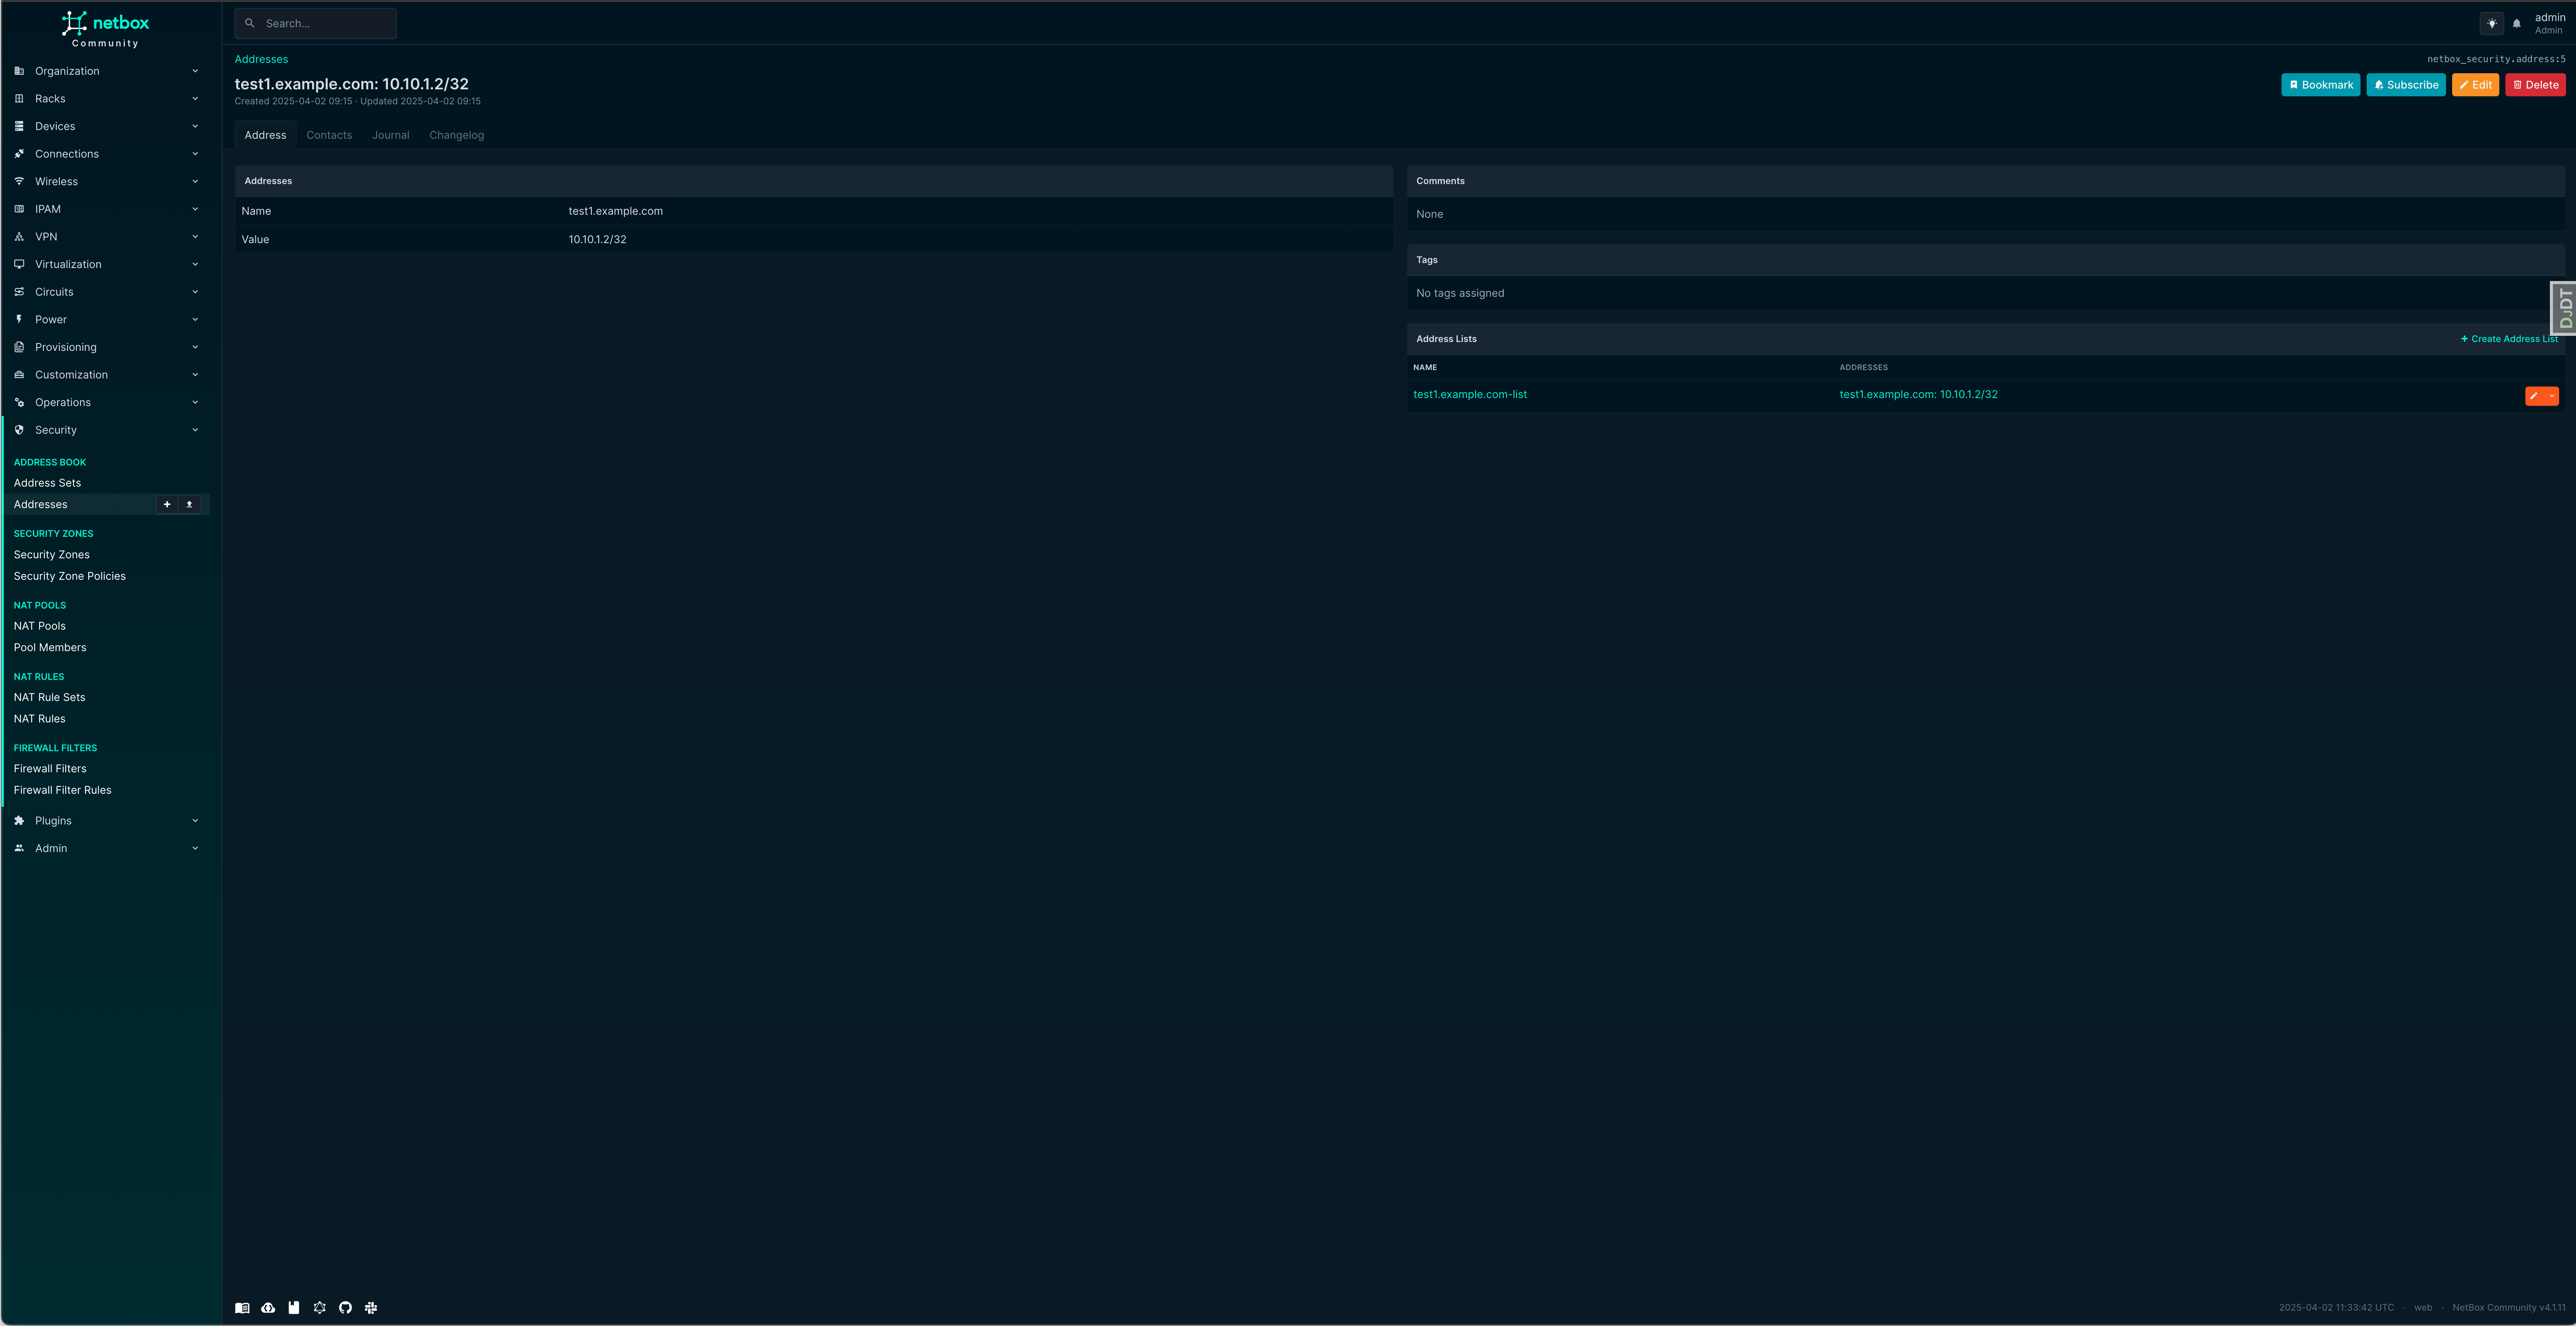 netbox
Community
Search...
admin
Admin
Organization
Racks
Devices
Connections
Wireless
IPAM
VPN
Virtualization
Circuits
Power
Provisioning
Customization
Operations
Security
ADDRESS BOOK
Address Sets
Addresses
SECURITY ZONES
Security Zones
Security Zone Policies
NAT POOLS
NAT Pools
Pool Members
NAT RULES
NAT Rule Sets
NAT Rules
FIREWALL FILTERS
Firewall Filters
Firewall Filter Rules
Plugins
Admin
Addresses
netbox_security.address:5
test1.example.com: 10.10.1.2/32
Created 2025-04-02 09:15 · Updated 2025-04-02 09:15
Bookmark Subscribe Edit Delete
Address Contacts Journal Changelog
Addresses
Name test1.example.com
Value 10.10.1.2/32
Comments
None
Tags
No tags assigned
DJDT
Address Lists + Create Address List
NAME ADDRESSES
test1.example.com-list test1.example.com: 10.10.1.2/32
2025-04-02 11:33:42 UTC · web · NetBox Community v4.1.11